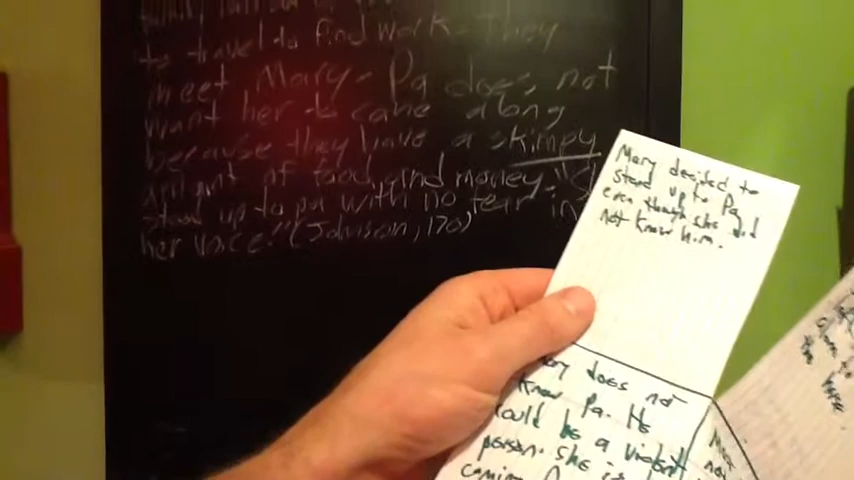 to travel to find work. They
meet Mary - Pa does not
want her to come along
because they have a skimpy
amount of food and money. "S
stand up to pa with no fear in
her voice." (Johnson, 170)
Mary decided to
stand up to Pa
even though she did
not know him.
Mary does not
know Pa. He
could be a violent
person. She is
coming